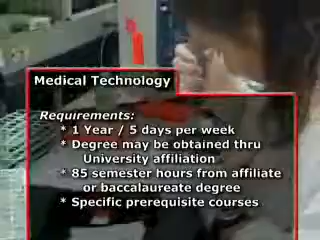 Medical Technology
Requirements:
* 1 Year / 5 days per week
* Degree may be obtained thru
University affiliation
* 85 semester hours from affiliate
or baccalaureate degree
* Specific prerequisite courses